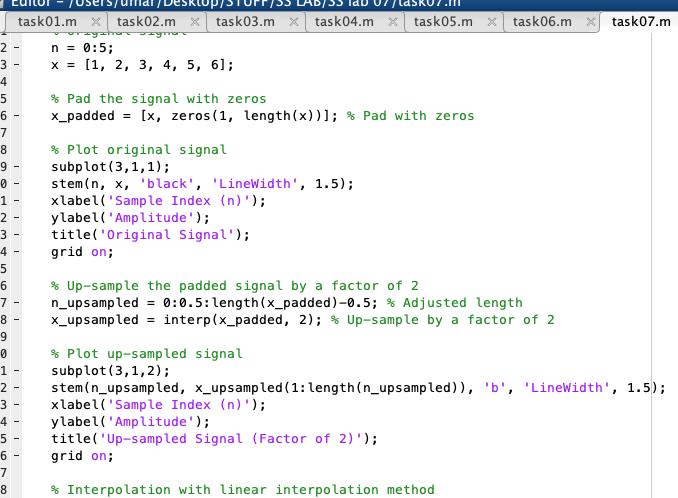 Editor - /Users/umar/Desktop/STUFF/SS LAB/SS lab 07/task07.m
task01.m × task02.m × task03.m × task04.m × task05.m × task06.m × task07.m
% Original signal
2 - n = 0:5;
3 - x = [1, 2, 3, 4, 5, 6];
4
5 % Pad the signal with zeros
6 - x_padded = [x, zeros(1, length(x))]; % Pad with zeros
7
8 % Plot original signal
9 - subplot(3,1,1);
0 - stem(n, x, 'black', 'LineWidth', 1.5);
1 - xlabel('Sample Index (n)');
2 - ylabel('Amplitude');
3 - title('Original Signal');
4 - grid on;
5
6 % Up-sample the padded signal by a factor of 2
7 - n_upsampled = 0:0.5:length(x_padded)-0.5; % Adjusted length
8 - x_upsampled = interp(x_padded, 2); % Up-sample by a factor of 2
9
0 % Plot up-sampled signal
1 - subplot(3,1,2);
2 - stem(n_upsampled, x_upsampled(1:length(n_upsampled)), 'b', 'LineWidth', 1.5);
3 - xlabel('Sample Index (n)');
4 - ylabel('Amplitude');
5 - title('Up-sampled Signal (Factor of 2)');
6 - grid on;
7
8 % Interpolation with linear interpolation method